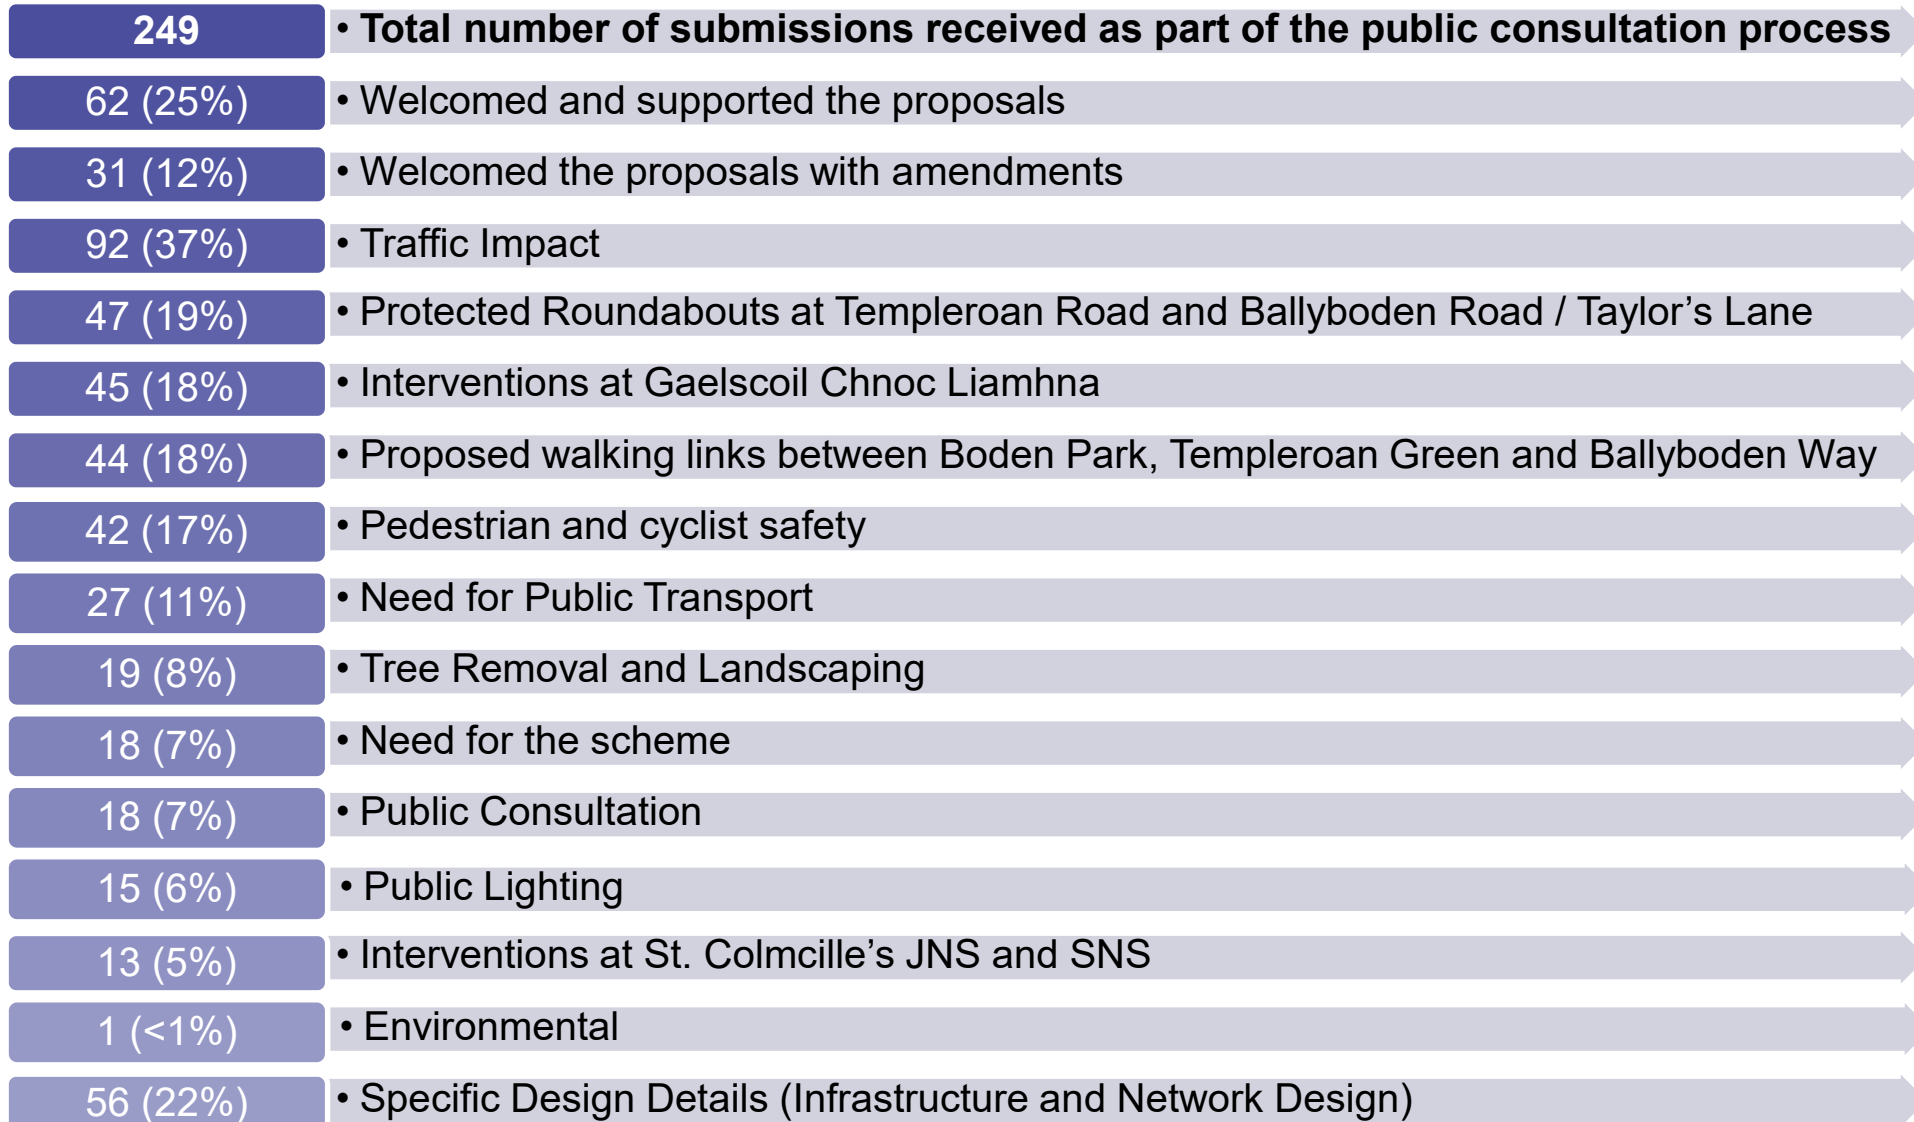 249 • Total number of submissions received as part of the public consultation process
62 (25%) • Welcomed and supported the proposals
31 (12%) • Welcomed the proposals with amendments
92 (37%) • Traffic Impact
47 (19%) • Protected Roundabouts at Templeroan Road and Ballyboden Road / Taylor’s Lane
45 (18%) • Interventions at Gaelscoil Chnoc Liamhna
44 (18%) • Proposed walking links between Boden Park, Templeroan Green and Ballyboden Way
42 (17%) • Pedestrian and cyclist safety
27 (11%) • Need for Public Transport
19 (8%) • Tree Removal and Landscaping
18 (7%) • Need for the scheme
18 (7%) • Public Consultation
15 (6%) • Public Lighting
13 (5%) • Interventions at St. Colmcille’s JNS and SNS
1 (<1%) • Environmental
56 (22%) • Specific Design Details (Infrastructure and Network Design)